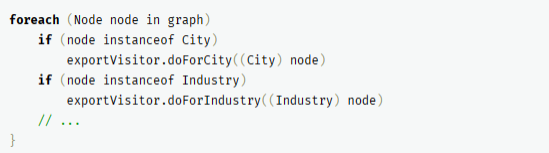 foreach (Node node in graph)
    if (node instanceof City)
        exportVisitor.doForCity((City) node)
    if (node instanceof Industry)
        exportVisitor.doForIndustry((Industry) node)
    // ...
}